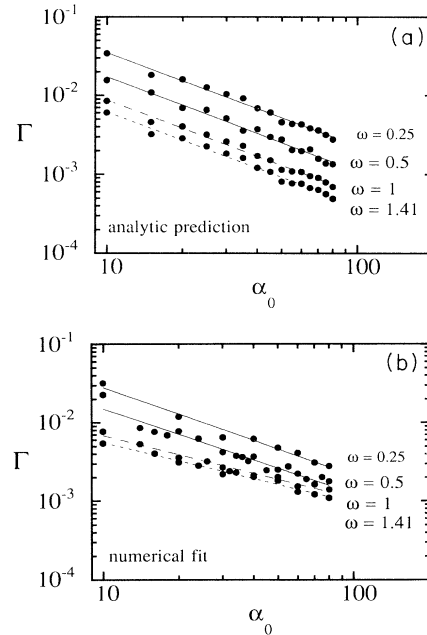 (a)
10⁻¹
10⁻²
Γ
10⁻³
10⁻⁴
ω = 0.25
ω = 0.5
ω = 1
ω = 1.41
analytic prediction
10
100
α₀
(b)
10⁻¹
10⁻²
Γ
10⁻³
10⁻⁴
ω = 0.25
ω = 0.5
ω = 1
ω = 1.41
numerical fit
10
100
α₀